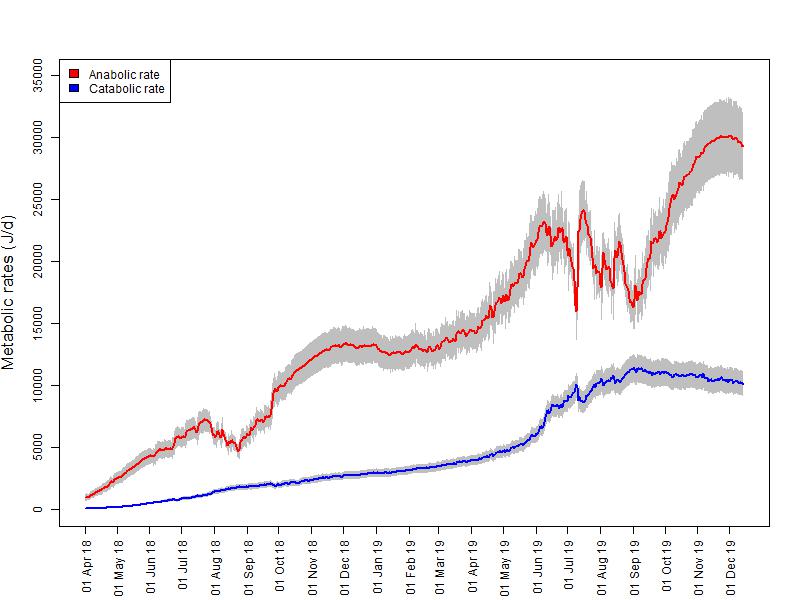 Anabolic rate
Catabolic rate
Metabolic rates (J/d)
35000
30000
25000
20000
15000
10000
5000
0
01 Apr 18
01 May 18
01 Jun 18
01 Jul 18
01 Aug 18
01 Sep 18
01 Oct 18
01 Nov 18
01 Dec 18
01 Jan 19
01 Feb 19
01 Mar 19
01 Apr 19
01 May 19
01 Jun 19
01 Jul 19
01 Aug 19
01 Sep 19
01 Oct 19
01 Nov 19
01 Dec 19